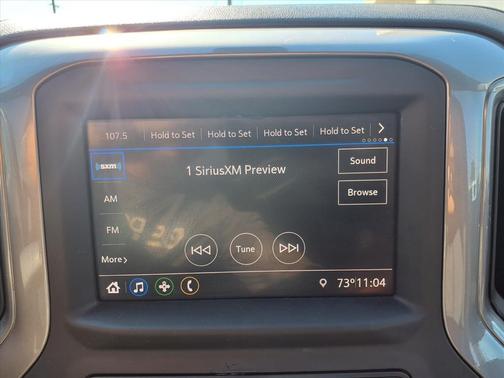 107.5 Hold to Set Hold to Set Hold to Set Hold to Set
sxm
1 SiriusXM Preview
Sound
Browse
AM
FM
Tune
More
73° 11:04